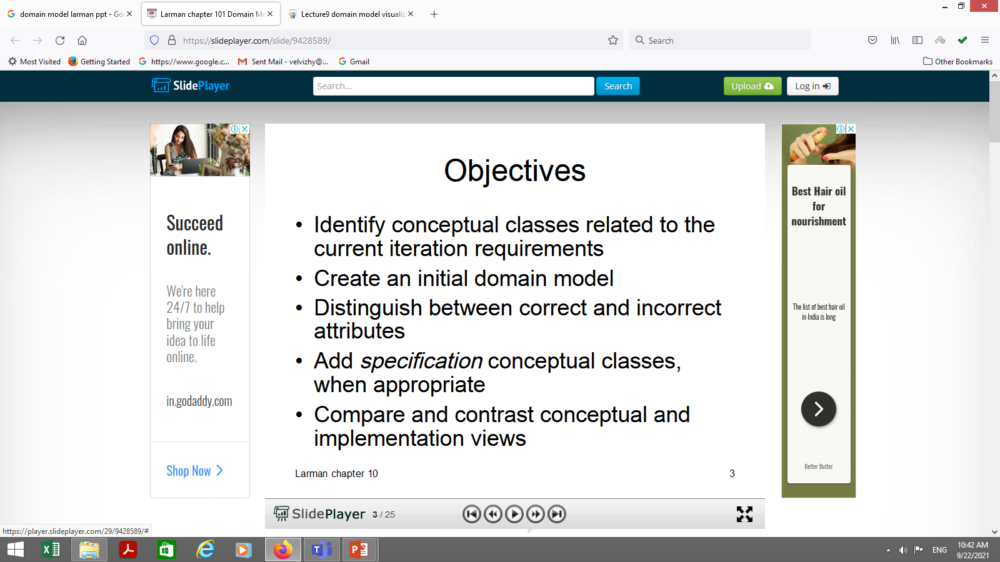 domain model larman ppt - Go
Larman chapter 101 Domain Mo
Lecture9 domain model visualiz
https://slideplayer.com/slide/9428589/
Search
Most Visited
Getting Started
https://www.google.c...
Sent Mail - velvizhy@...
Gmail
Other Bookmarks
SlidePlayer
Search...
Search
Upload
Log in
Succeed
online.
We're here
24/7 to help
bring your
idea to life
online.
in.godaddy.com
Shop Now
Objectives
• Identify conceptual classes related to the
current iteration requirements
• Create an initial domain model
• Distinguish between correct and incorrect
attributes
• Add specification conceptual classes,
when appropriate
• Compare and contrast conceptual and
implementation views
Larman chapter 10
3
Best Hair oil
for
nourishment
The list of best hair oil
in India is long
Better Butter
SlidePlayer
3 / 25
https://player.slideplayer.com/29/9428589/#
ENG
10:42 AM
9/22/2021